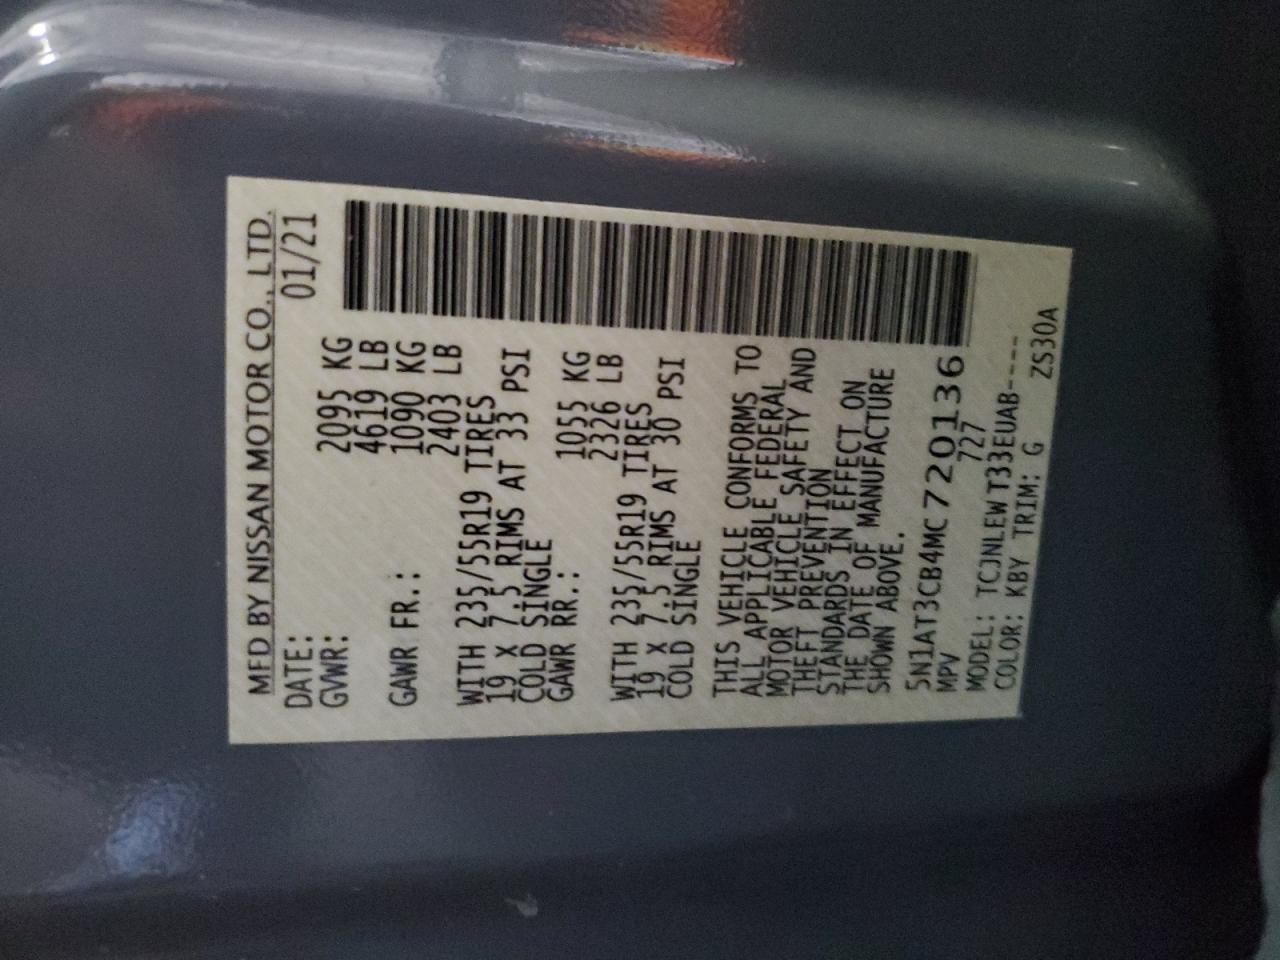 MFD BY NISSAN MOTOR CO., LTD.
DATE: 01/21
GVWR: 2095 KG
4619 LB
GAWR FR.: 1090 KG
2403 LB
WITH 235/55R19 TIRES
19 X 7.5 RIMS AT 33 PSI
COLD SINGLE
GAWR RR.: 1055 KG
2326 LB
WITH 235/55R19 TIRES
19 X 7.5 RIMS AT 30 PSI
COLD SINGLE
THIS VEHICLE CONFORMS TO
ALL APPLICABLE FEDERAL
MOTOR VEHICLE SAFETY AND
THEFT PREVENTION
STANDARDS IN EFFECT ON
THE DATE OF MANUFACTURE
SHOWN ABOVE.
5N1AT3CB4MC720136
MPV 727
MODEL: TCJNLEWT33EUAB----
COLOR: KBY TRIM: G ZS30A